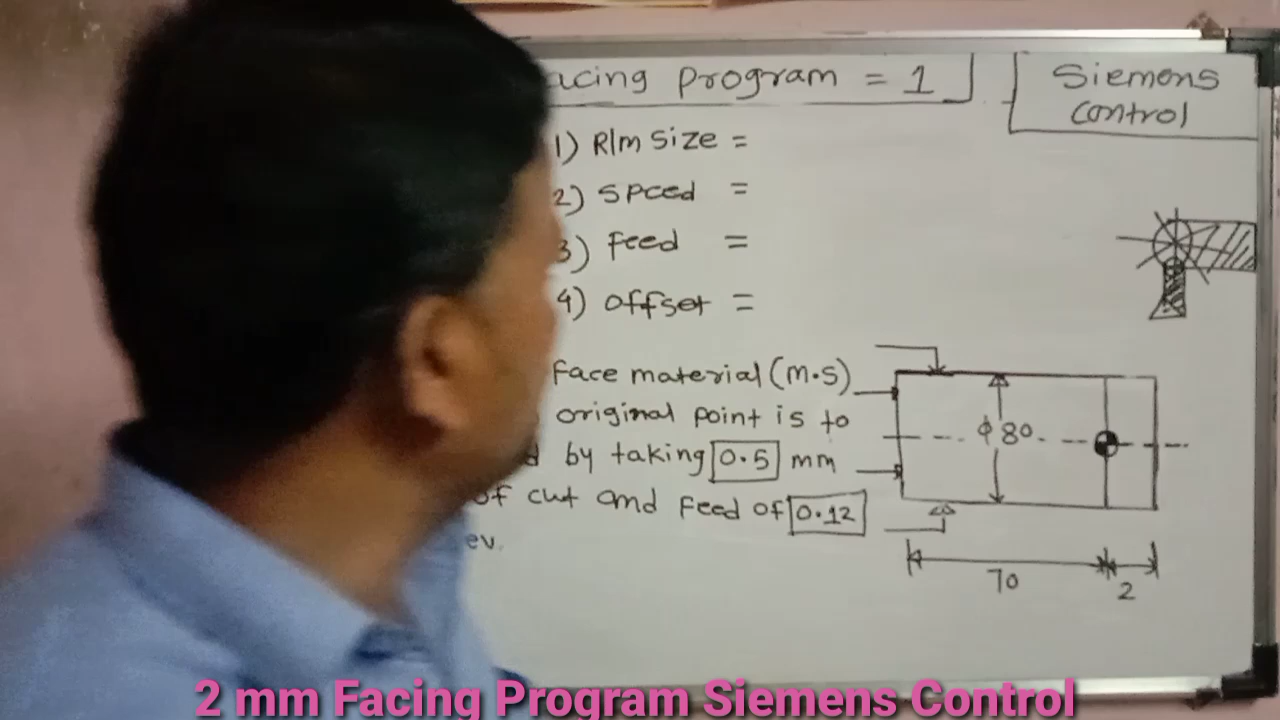 acing program = 1
Siemens
control
1) R/m Size =
2) Speed =
3) Feed =
4) offset =
face material (M.S)
original point is to
by taking 0.5 mm
of cut and Feed of 0.12
ev.
φ 80
70
2
2 mm Facing Program Siemens Control